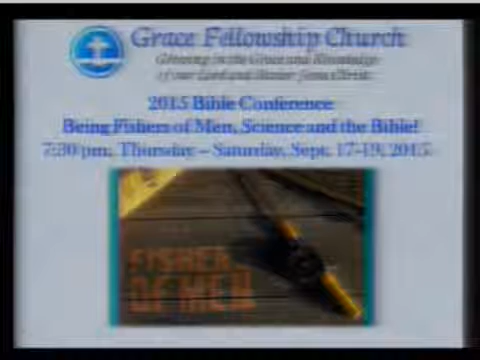 Grace Fellowship Church
Growing in the Grace and Knowledge
of our Lord and Savior Jesus Christ
2015 Bible Conference
Being Fishers of Men, Science and the Bible!
7:30 pm, Thursday – Saturday, Sept. 17-19, 2015
FISHER
OF MEN